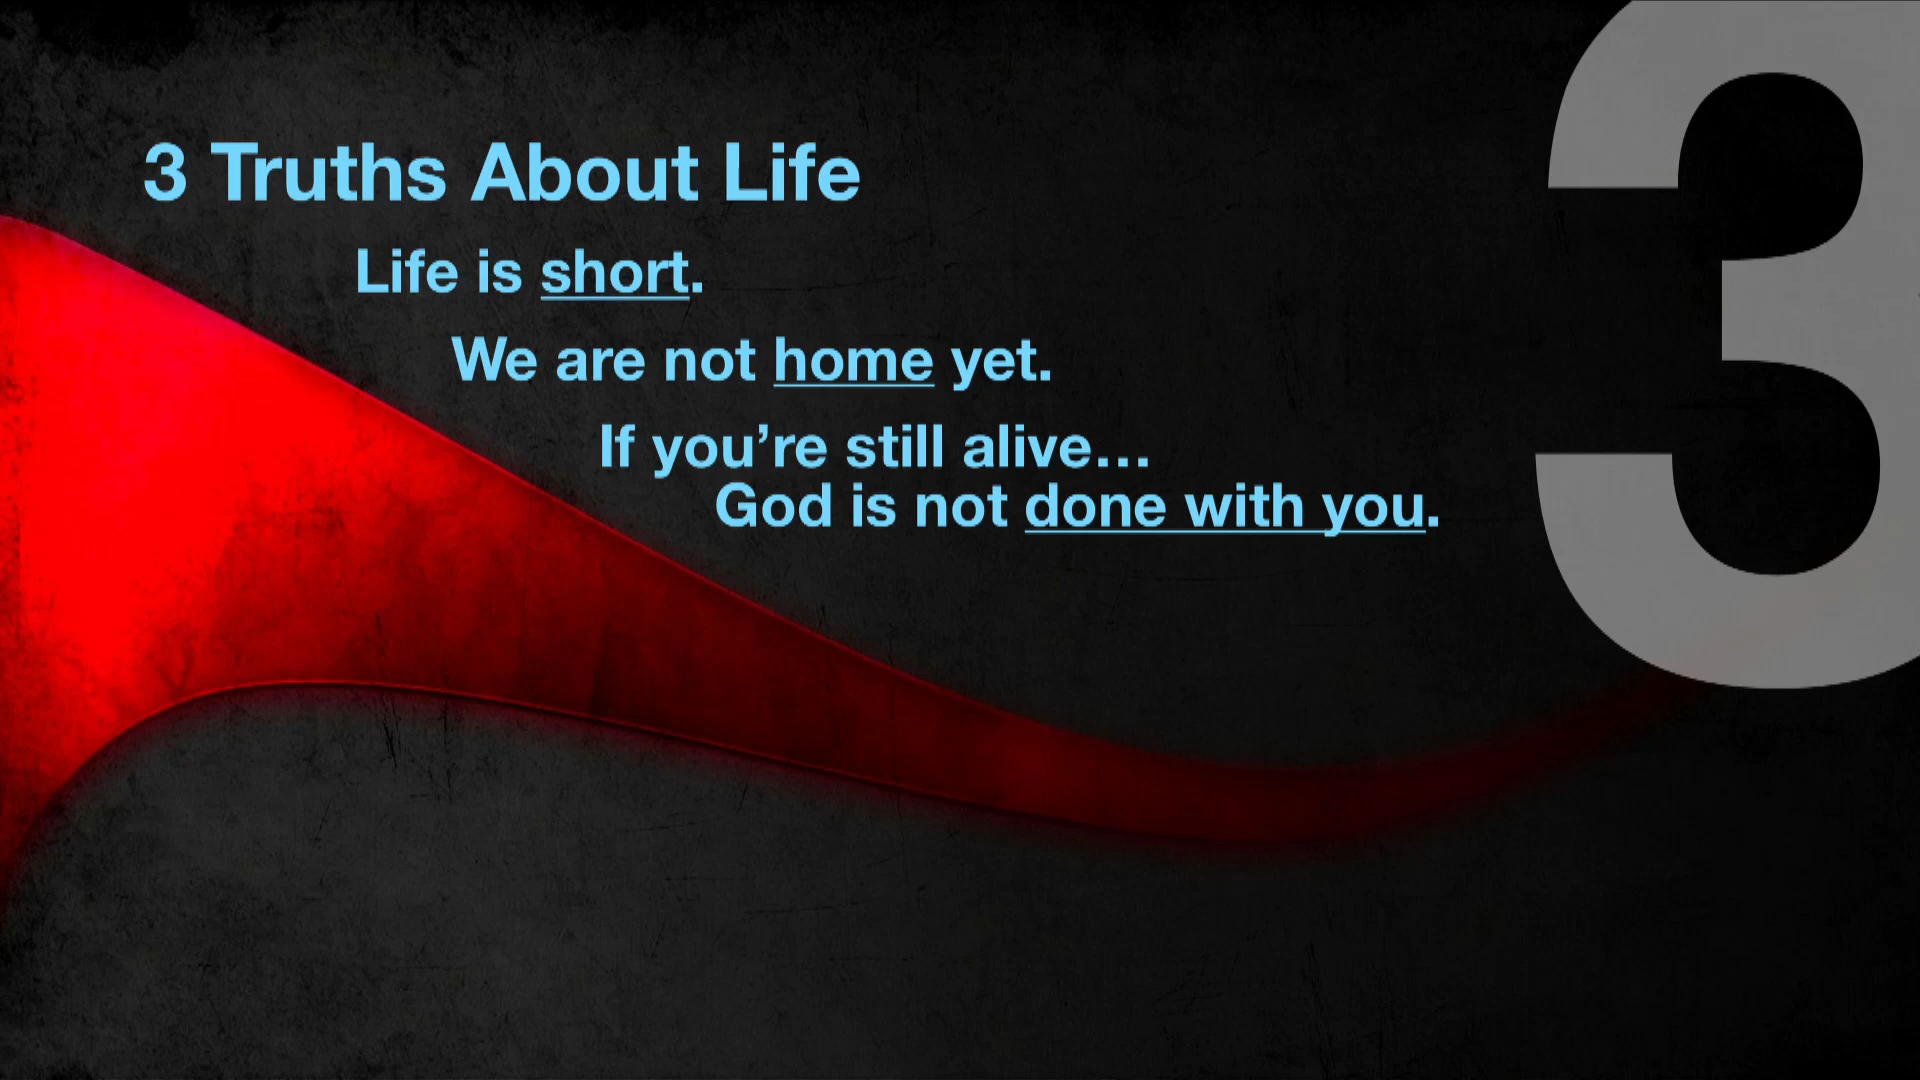 3 Truths About Life
Life is short.
We are not home yet.
If you’re still alive…
God is not done with you.
3